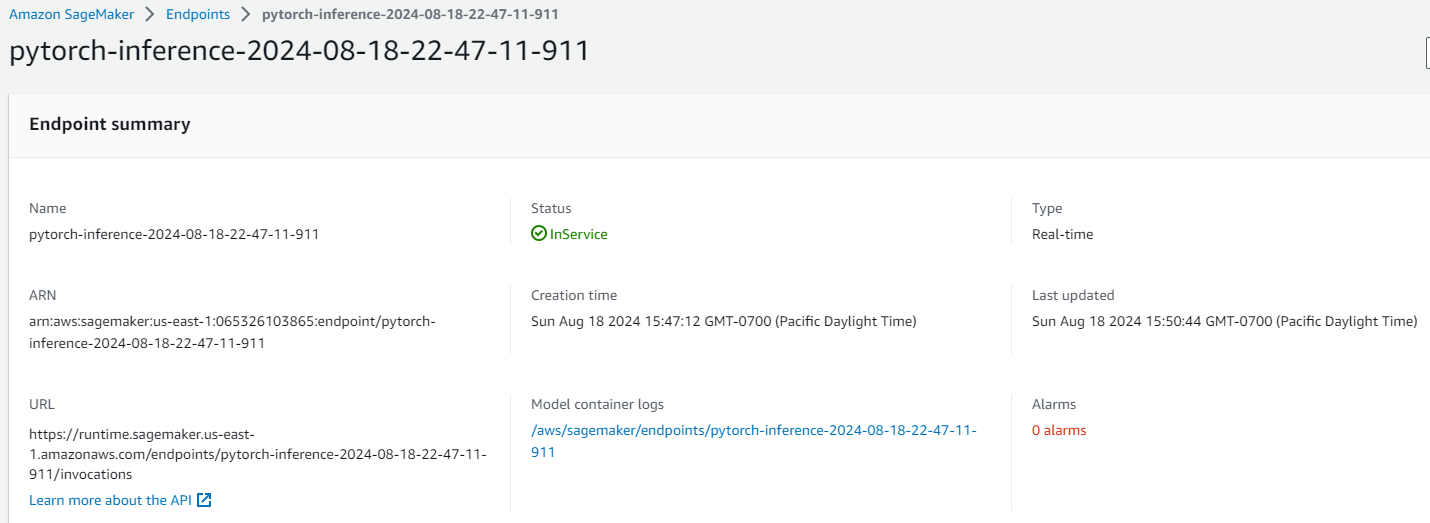 Amazon SageMaker > Endpoints > pytorch-inference-2024-08-18-22-47-11-911
pytorch-inference-2024-08-18-22-47-11-911
Endpoint summary
Name
pytorch-inference-2024-08-18-22-47-11-911
Status
InService
Type
Real-time
ARN
arn:aws:sagemaker:us-east-1:065326103865:endpoint/pytorch-
inference-2024-08-18-22-47-11-911
Creation time
Sun Aug 18 2024 15:47:12 GMT-0700 (Pacific Daylight Time)
Last updated
Sun Aug 18 2024 15:50:44 GMT-0700 (Pacific Daylight Time)
URL
https://runtime.sagemaker.us-east-
1.amazonaws.com/endpoints/pytorch-inference-2024-08-18-22-47-11-
911/invocations
Learn more about the API
Model container logs
/aws/sagemaker/endpoints/pytorch-inference-2024-08-18-22-47-11-
911
Alarms
0 alarms